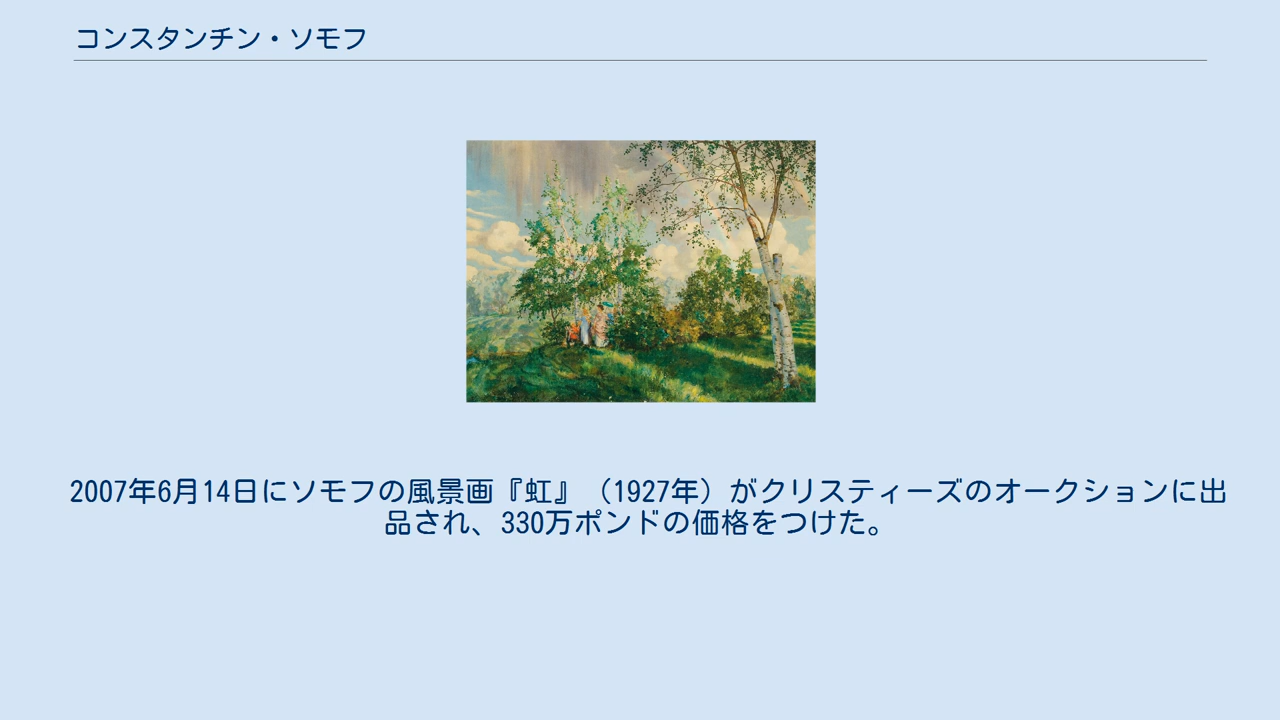 コンスタンチン・ソモフ
2007年6月14日にソモフの風景画『虹』（1927年）がクリスティーズのオークションに出
品され、330万ポンドの価格をつけた。